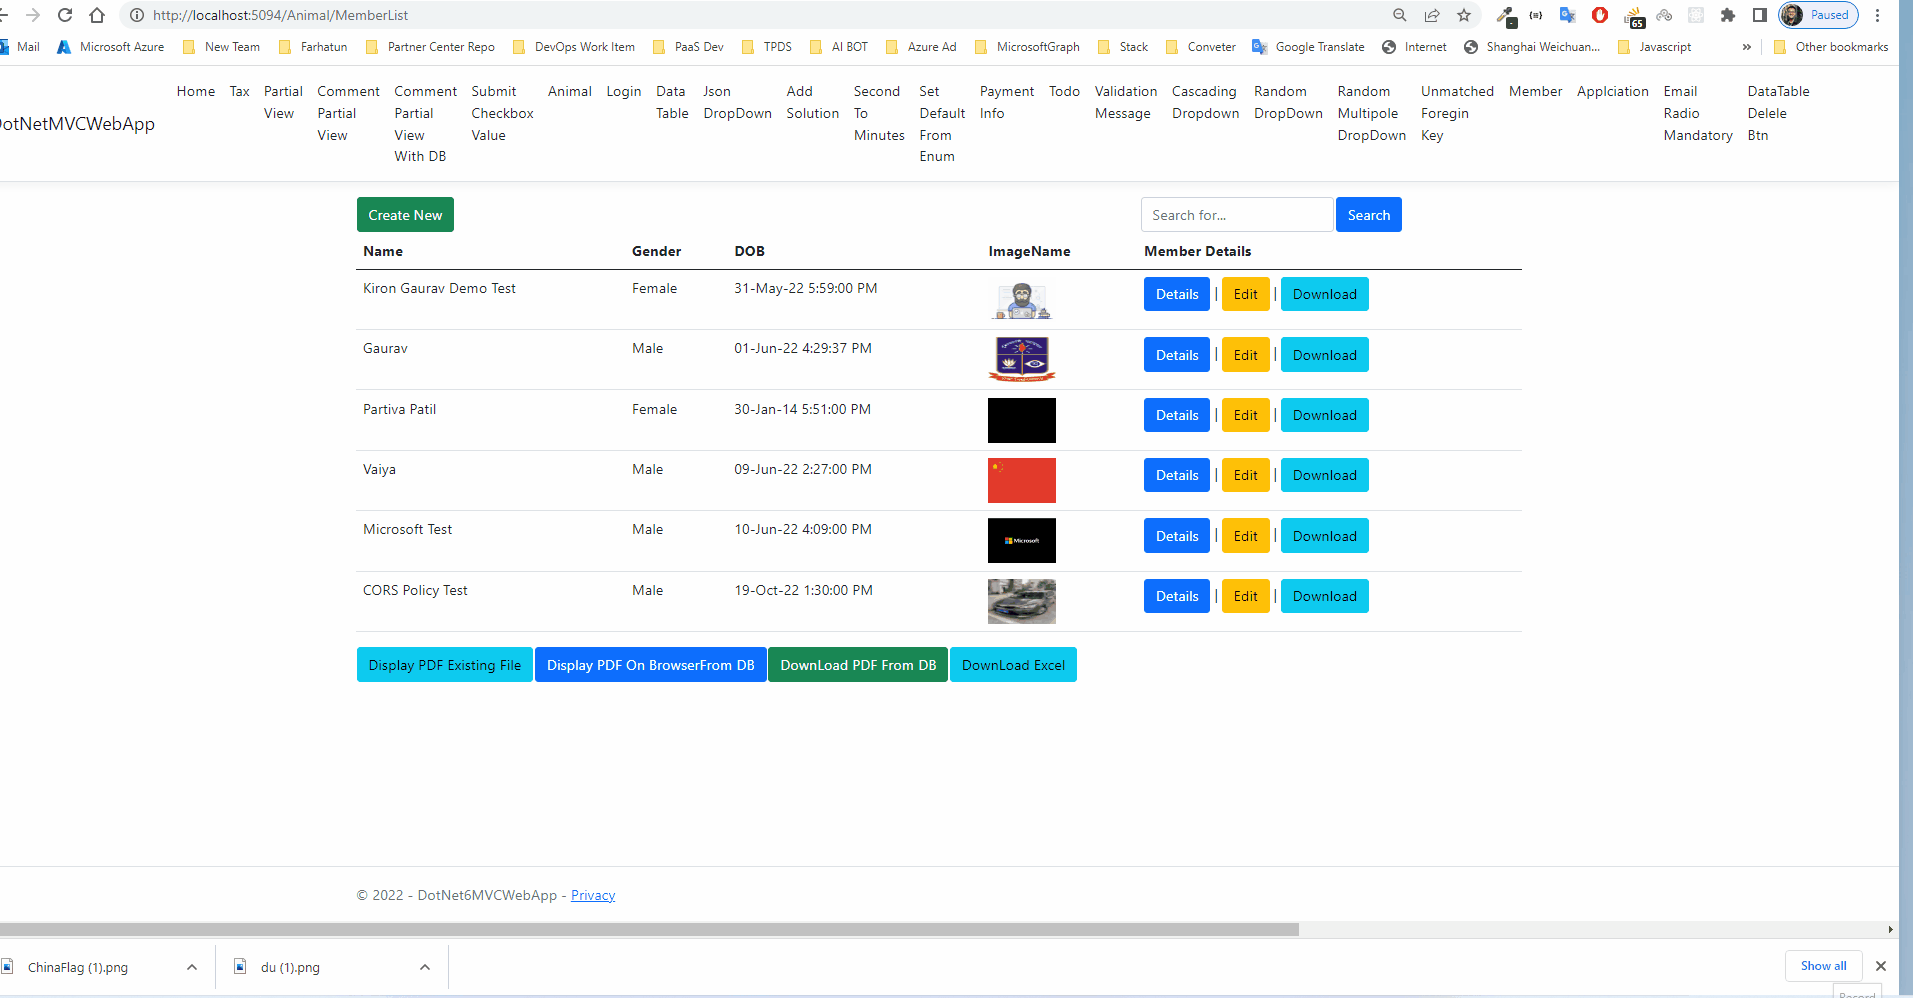 http://localhost:5094/Animal/MemberList
65
Paused
Mail Microsoft Azure New Team Farhatun Partner Center Repo DevOps Work Item PaaS Dev TPDS AI BOT Azure Ad MicrosoftGraph Stack Conveter Google Translate Internet Shanghai Weichuan... Javascript » Other bookmarks
DotNetMVCWebApp
Home
Tax
Partial
View
Comment
Partial
View
Comment
Partial
View
With DB
Submit
Checkbox
Value
Animal
Login
Data
Table
Json
DropDown
Add
Solution
Second
To
Minutes
Set
Default
From
Enum
Payment
Info
Todo
Validation
Message
Cascading
Dropdown
Random
DropDown
Random
Multipole
DropDown
Unmatched
Foregin
Key
Member
Applciation
Email
Radio
Mandatory
DataTable
Delele
Btn
Create New
Search for... Search
Name Gender DOB ImageName Member Details
Kiron Gaurav Demo Test Female 31-May-22 5:59:00 PM Details | Edit | Download
Gaurav Male 01-Jun-22 4:29:37 PM Details | Edit | Download
Partiva Patil Female 30-Jan-14 5:51:00 PM Details | Edit | Download
Vaiya Male 09-Jun-22 2:27:00 PM Details | Edit | Download
Microsoft Test Male 10-Jun-22 4:09:00 PM Microsoft Details | Edit | Download
CORS Policy Test Male 19-Oct-22 1:30:00 PM Details | Edit | Download
Display PDF Existing File Display PDF On BrowserFrom DB DownLoad PDF From DB DownLoad Excel
© 2022 - DotNet6MVCWebApp - Privacy
ChinaFlag (1).png du (1).png Show all